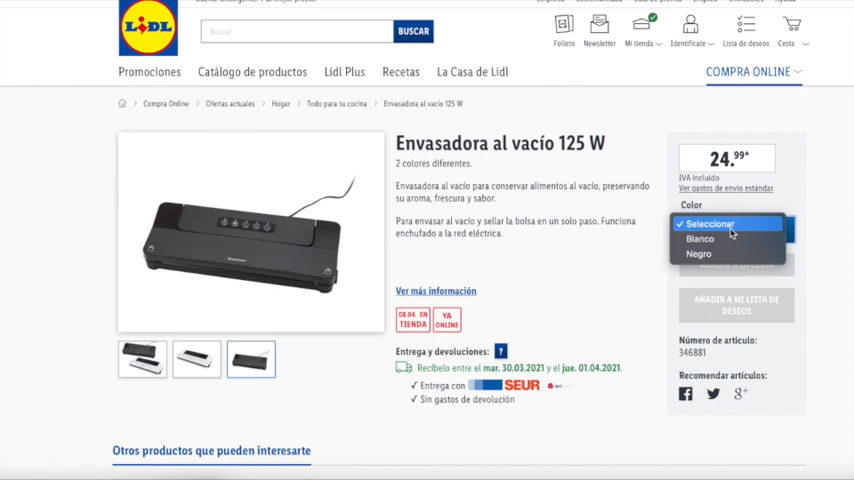 LIDL
Buscar
BUSCAR
Folleto
Newsletter
Mi tienda
Identifícate
Lista de deseos
Cesta
Promociones
Catálogo de productos
Lidl Plus
Recetas
La Casa de Lidl
COMPRA ONLINE
Compra Online
Ofertas actuales
Hogar
Todo para tu cocina
Envasadora al vacío 125 W
Envasadora al vacío 125 W
2 colores diferentes.
Envasadora al vacío para conservar alimentos al vacío, preservando
su aroma, frescura y sabor.
Para envasar al vacío y sellar la bolsa en un solo paso. Funciona
enchufado a la red eléctrica.
Ver más información
08.04. EN
TIENDA
YA
ONLINE
Entrega y devoluciones: ?
Recíbelo entre el mar. 30.03.2021 y el jue. 01.04.2021.
✓ Entrega con SEUR
✓ Sin gastos de devolución
24.99*
IVA incluido
Ver gastos de envío estándar
Color
✓ Seleccionar
Blanco
Negro
AÑADIR A LA CESTA
AÑADIR A MI LISTA DE
DESEOS
Número de artículo:
346881
Recomendar artículos:
Otros productos que pueden interesarte